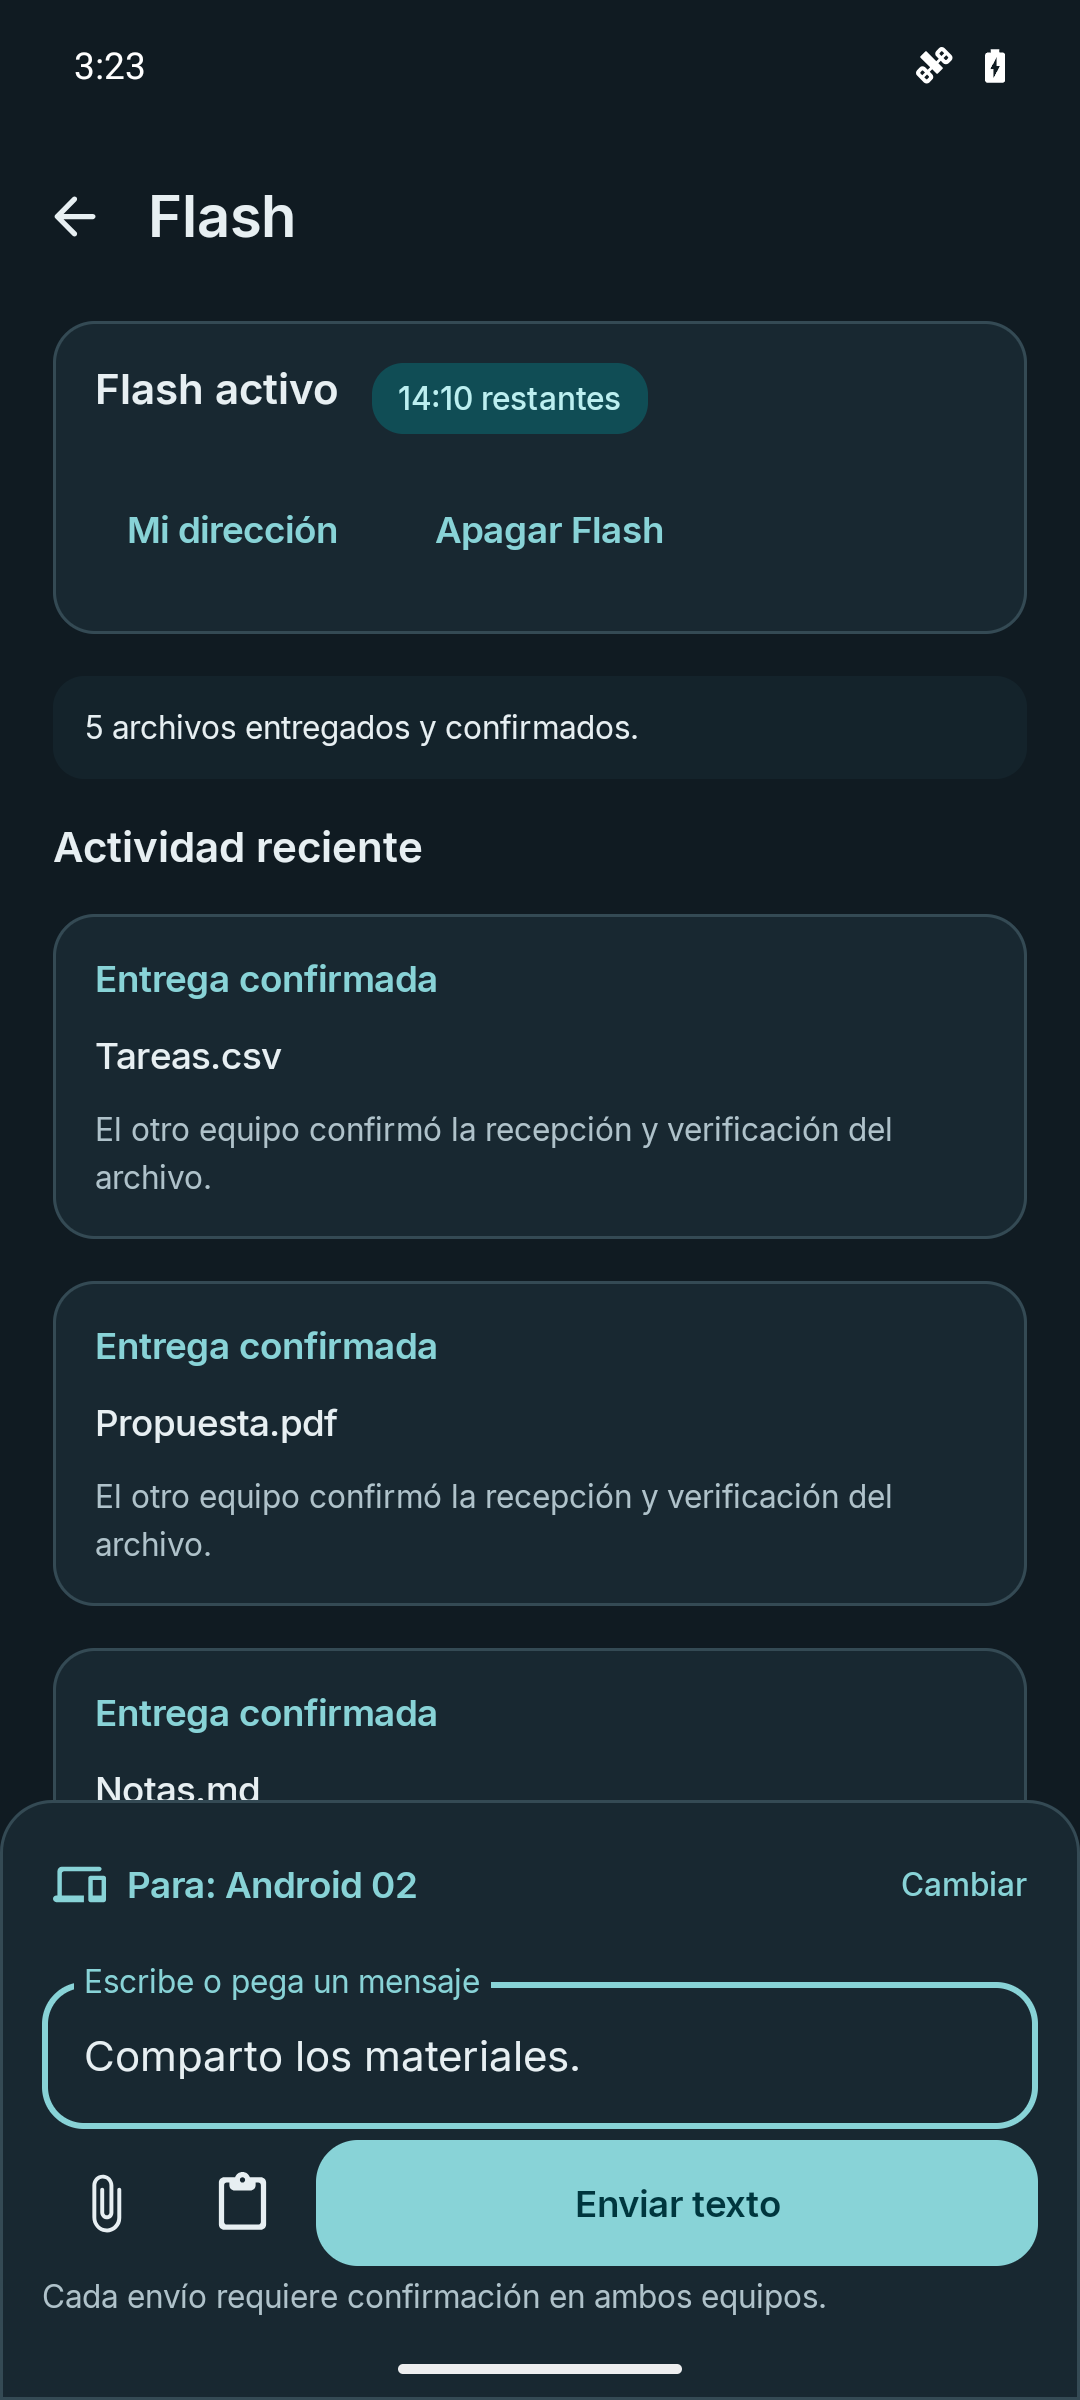 3:23
Flash
Flash activo
14:10 restantes
Mi dirección
Apagar Flash
5 archivos entregados y confirmados.
Actividad reciente
Entrega confirmada
Tareas.csv
El otro equipo confirmó la recepción y verificación del
archivo.
Entrega confirmada
Propuesta.pdf
El otro equipo confirmó la recepción y verificación del
archivo.
Entrega confirmada
Notas.md
Para: Android 02
Cambiar
Escribe o pega un mensaje
Comparto los materiales.
Enviar texto
Cada envío requiere confirmación en ambos equipos.